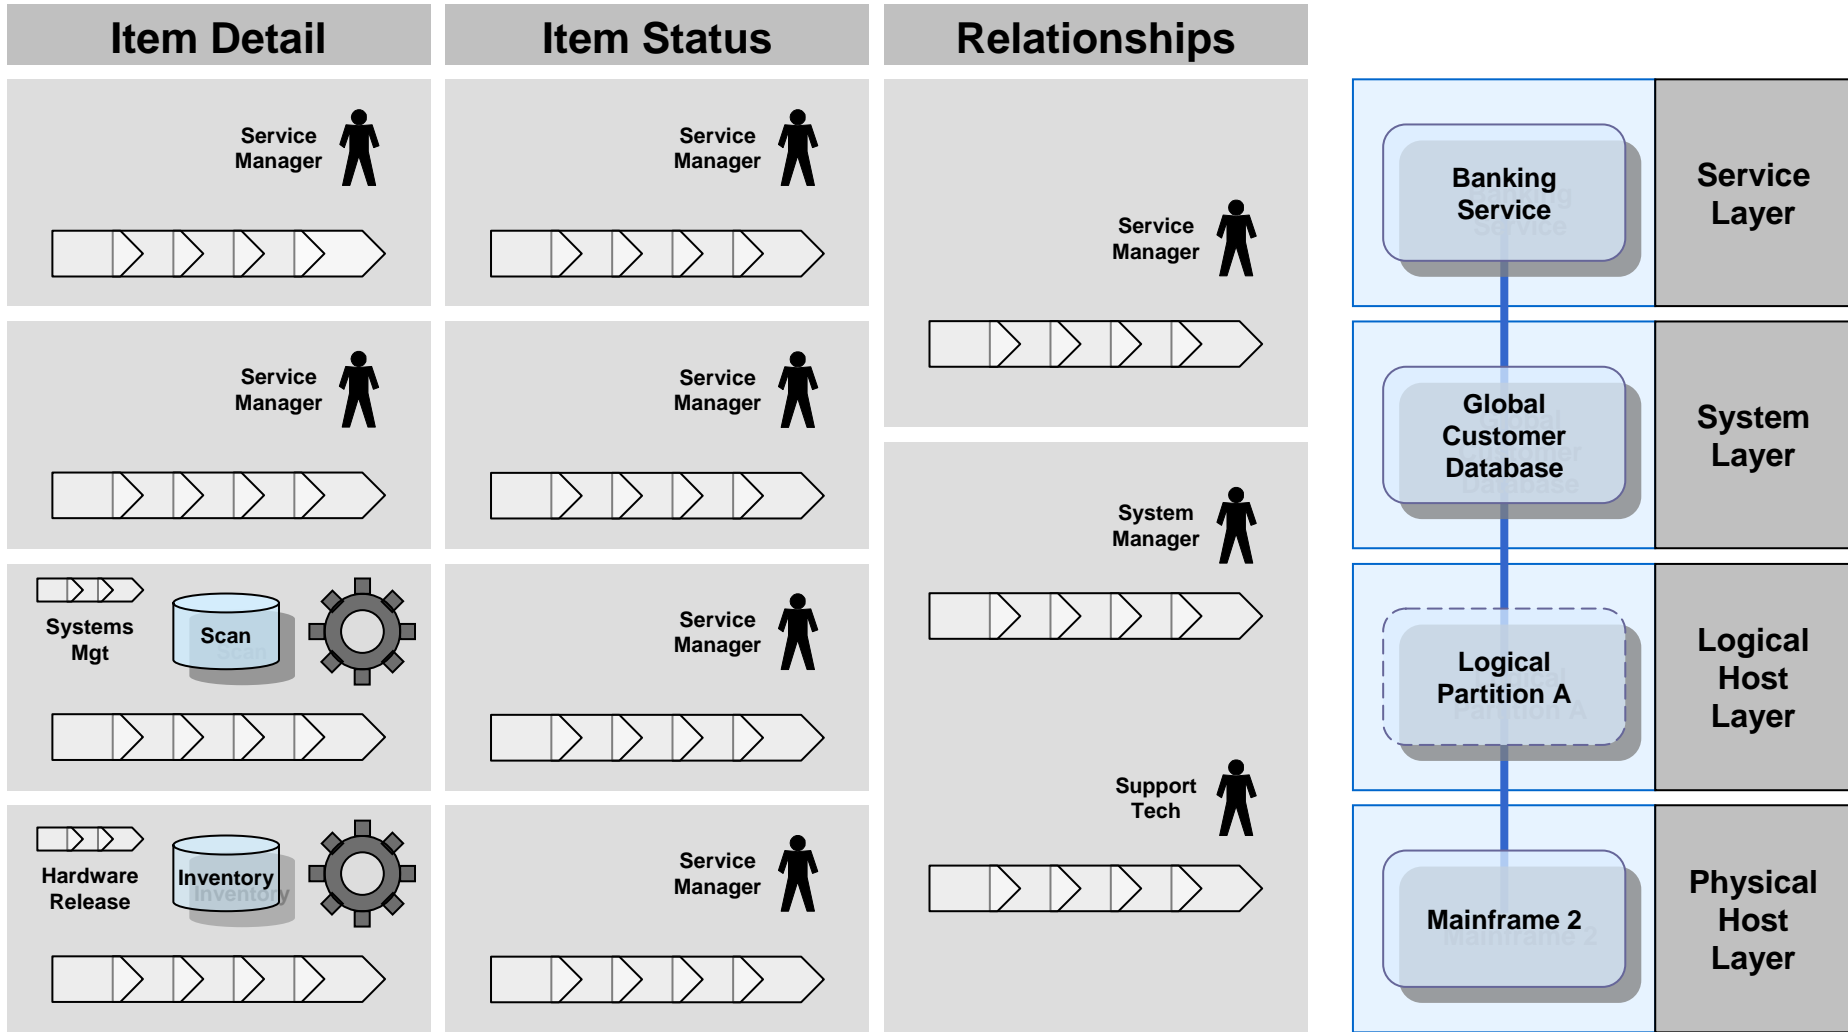 Item Detail
Item Status
Relationships
Service
Manager
Service
Manager
Service
Manager
Banking
Service
Service
Layer
Service
Manager
Service
Manager
System
Manager
Global
Customer
Database
System
Layer
Systems
Mgt
Scan
Service
Manager
Support
Tech
Logical
Partition A
Logical
Host
Layer
Hardware
Release
Inventory
Service
Manager
Mainframe 2
Physical
Host
Layer